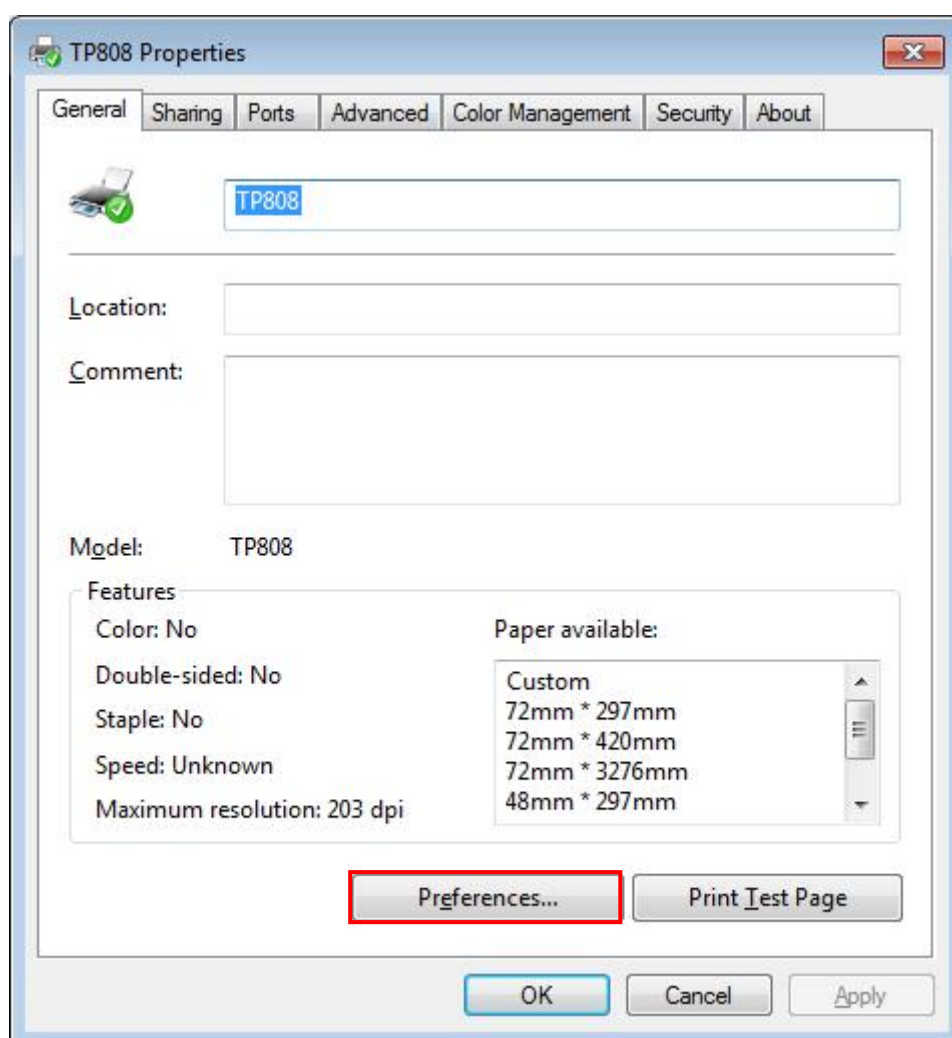 TP808 Properties
General Sharing Ports Advanced Color Management Security About
TP808
Location:
Comment:
Model: TP808
Features
Color: No
Double-sided: No
Staple: No
Speed: Unknown
Maximum resolution: 203 dpi
Paper available:
Custom
72mm * 297mm
72mm * 420mm
72mm * 3276mm
48mm * 297mm
Preferences... Print Test Page
OK Cancel Apply